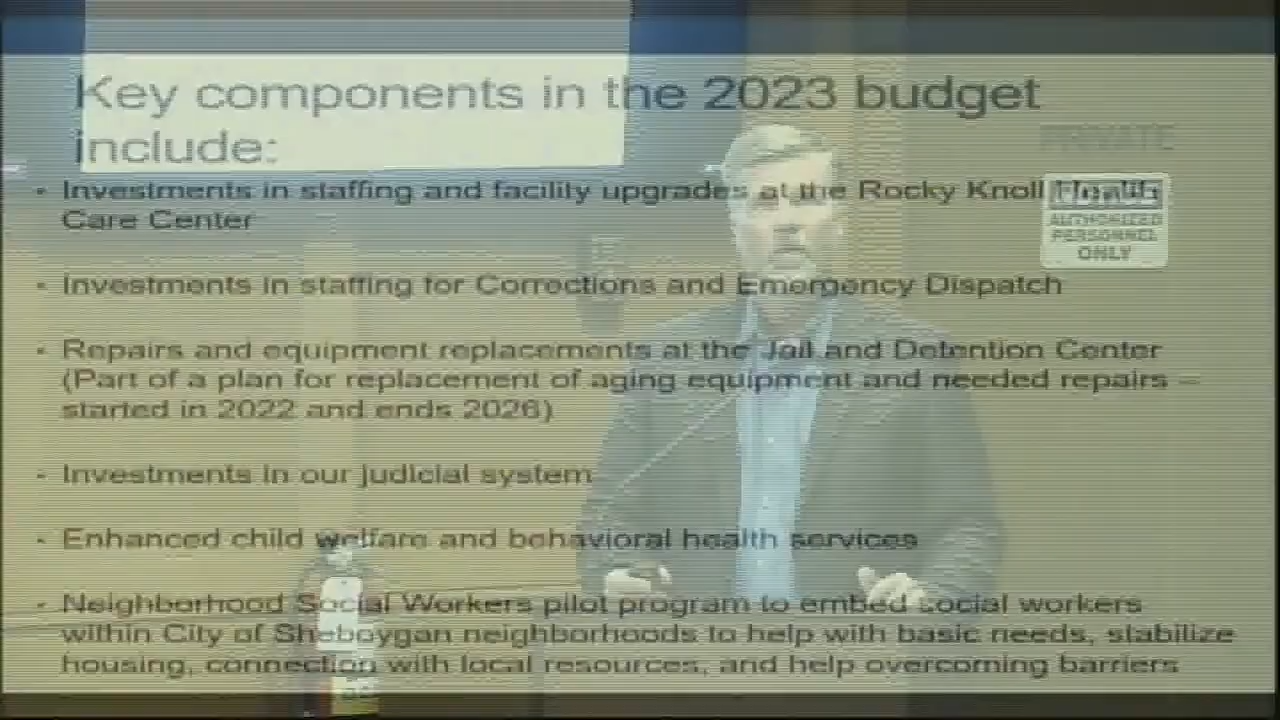 Key components in the 2023 budget
include:
PRIVATE
- Investments in staffing and facility upgrades at the Rocky Knoll Health
Care Center
AUTHORIZED
PERSONNEL
ONLY
- Investments in staffing for Corrections and Emergency Dispatch
- Repairs and equipment replacements at the Jail and Detention Center
(Part of a plan for replacement of aging equipment and needed repairs –
started in 2022 and ends 2026)
- Investments in our judicial system
- Enhanced child welfare and behavioral health services
- Neighborhood Social Workers pilot program to embed social workers
within City of Sheboygan neighborhoods to help with basic needs, stabilize
housing, connection with local resources, and help overcoming barriers